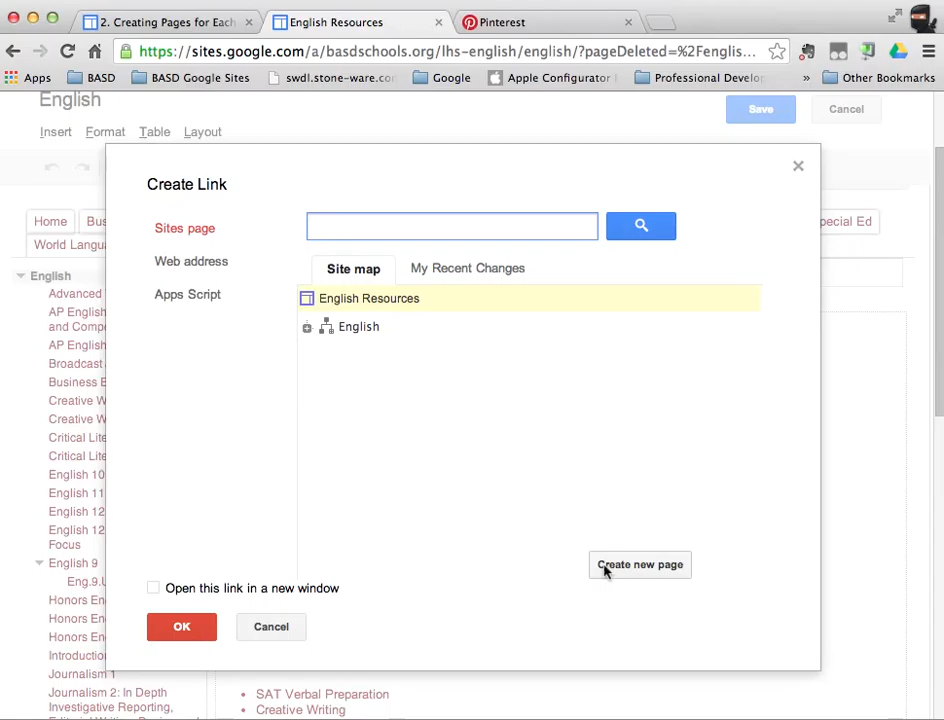 2. Creating Pages for Each
English Resources
Pinterest
https://sites.google.com/a/basdschools.org/lhs-english/english/?pageDeleted=%2Fenglis...
Apps
BASD
BASD Google Sites
swdl.stone-ware.co
Google
Apple Configurator
Professional Develop
»
Other Bookmarks
English
Save
Cancel
Insert
Format
Table
Layout
Create Link
Sites page
Web address
Apps Script
Site map
My Recent Changes
English Resources
English
Create new page
Open this link in a new window
OK
Cancel
Home
Bus
pecial Ed
World Langu
English
Advanced
AP English
and Compo
AP English
Broadcast
Business E
Creative W
Creative W
Critical Lite
Critical Lite
English 10
English 11
English 12
English 12
Focus
English 9
Eng.9.U
Honors En
Honors En
Honors En
Introduction
Journalism 1
Journalism 2: In Depth
Investigative Reporting,
SAT Verbal Preparation
Creative Writing